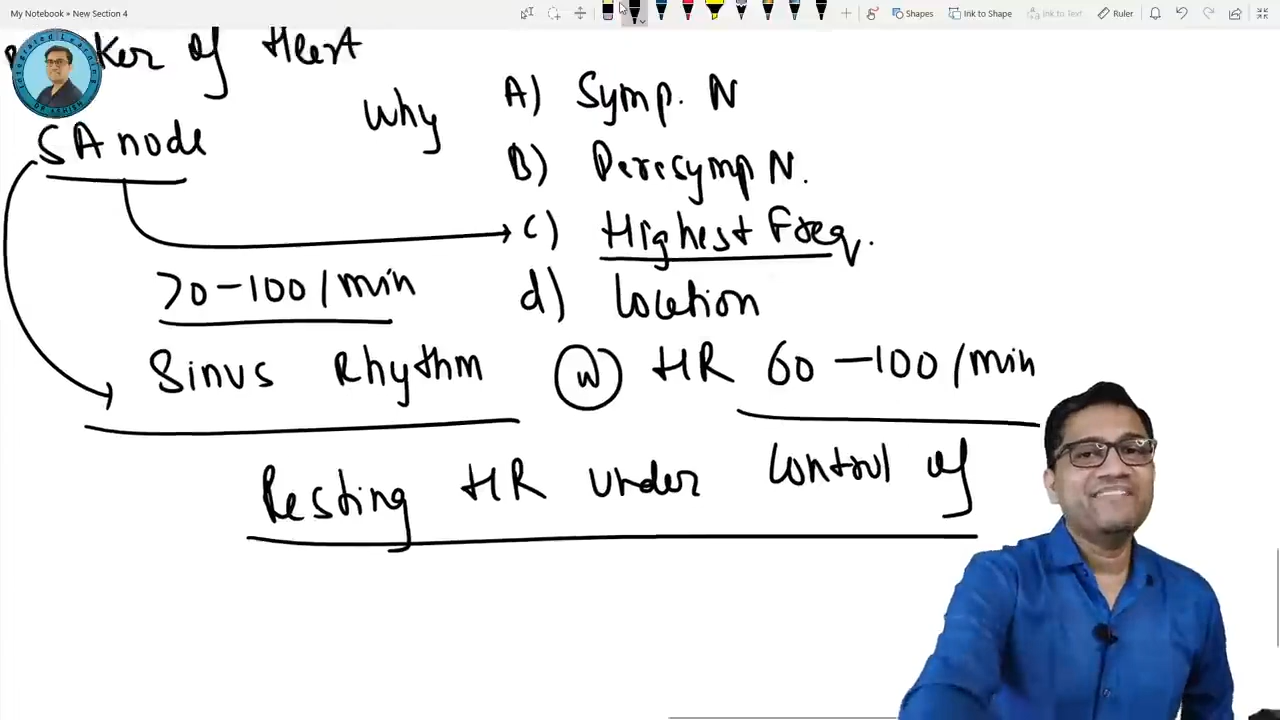 My Notebook » New Section 4
Shapes
Ink to Shape
Ink to Text
Ruler
Integrated Learning
ker of Heart
SA node
Why
A) Symp. N
B) Parasymp N.
c) Highest Freq.
d) Location
70-100/min
Sinus Rhythm
N HR 60-100/min
Resting HR under control of